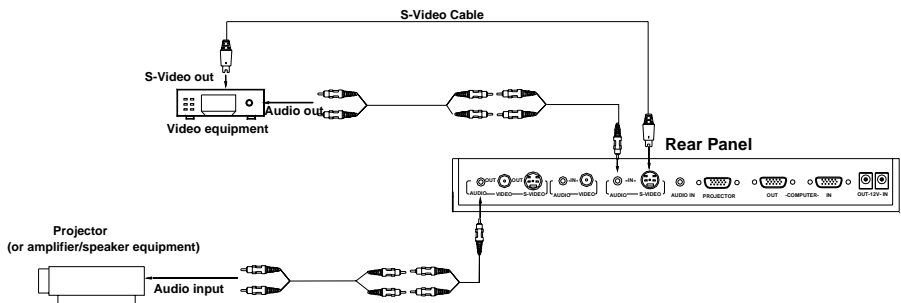 S-Video Cable
S-Video out
Audio out
Video equipment
Rear Panel
OUT OUT -IN- -IN-
AUDIO VIDEO S-VIDEO AUDIO VIDEO AUDIO S-VIDEO AUDIO IN PROJECTOR OUT -COMPUTER- IN OUT-12V-IN
Projector
(or amplifier/speaker equipment)
Audio input